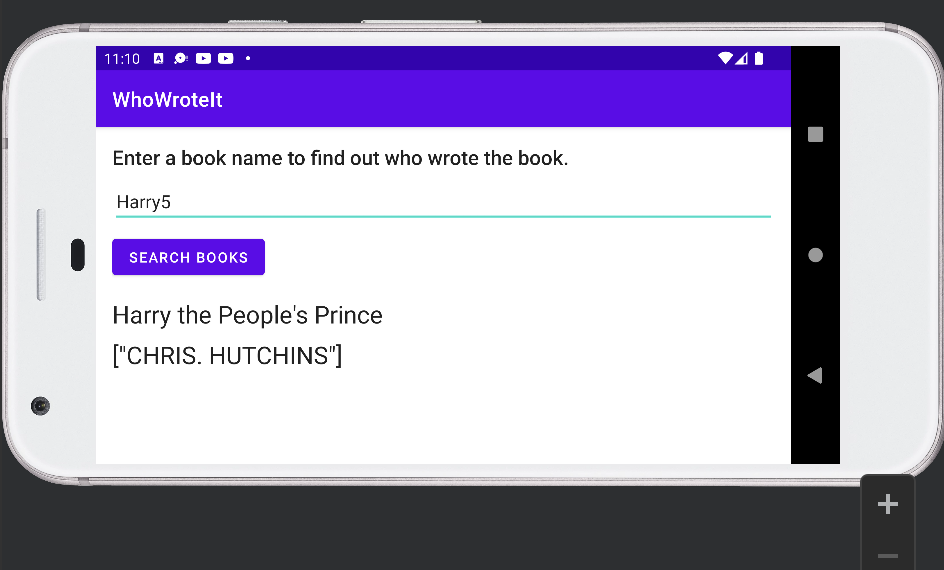 11:10
WhoWroteIt
Enter a book name to find out who wrote the book.
Harry5
SEARCH BOOKS
Harry the People's Prince
["CHRIS. HUTCHINS"]